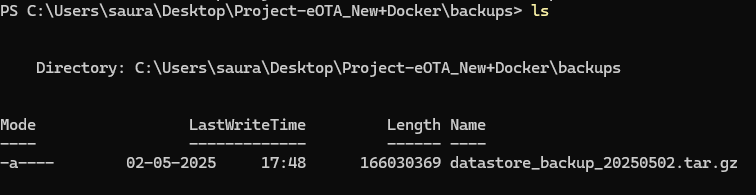 PS C:\Users\saura\Desktop\Project-eOTA_New+Docker\backups> ls
Directory: C:\Users\saura\Desktop\Project-eOTA_New+Docker\backups
Mode                 LastWriteTime         Length Name
----                 -------------         ------ ----
-a----        02-05-2025     17:48      166030369 datastore_backup_20250502.tar.gz